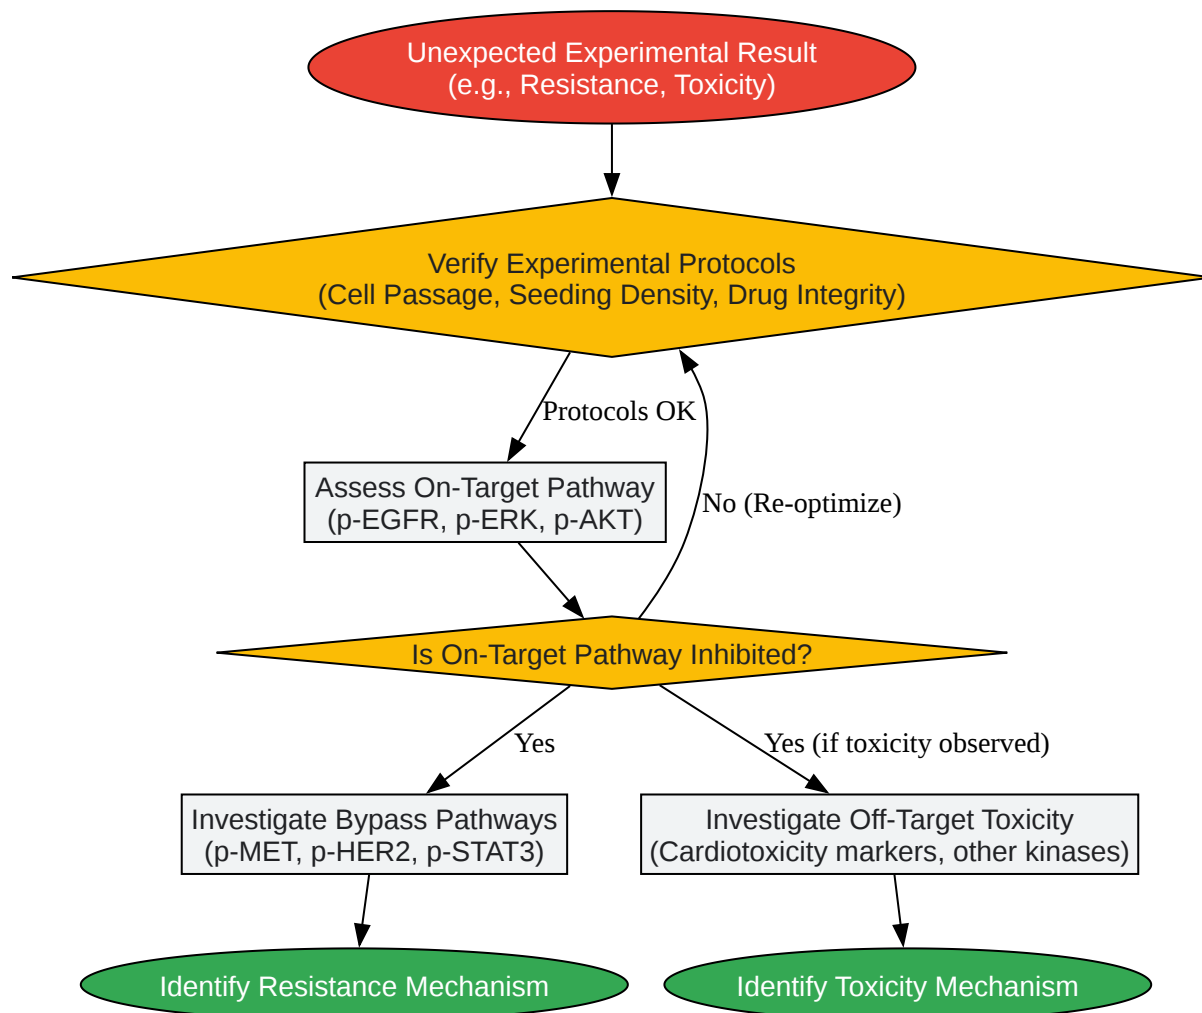 Unexpected Experimental Result
(e.g., Resistance, Toxicity)
Verify Experimental Protocols
(Cell Passage, Seeding Density, Drug Integrity)
Protocols OK
Assess On-Target Pathway
(p-EGFR, p-ERK, p-AKT)
No (Re-optimize)
Is On-Target Pathway Inhibited?
Yes
Yes (if toxicity observed)
Investigate Bypass Pathways
(p-MET, p-HER2, p-STAT3)
Investigate Off-Target Toxicity
(Cardiotoxicity markers, other kinases)
Identify Resistance Mechanism
Identify Toxicity Mechanism